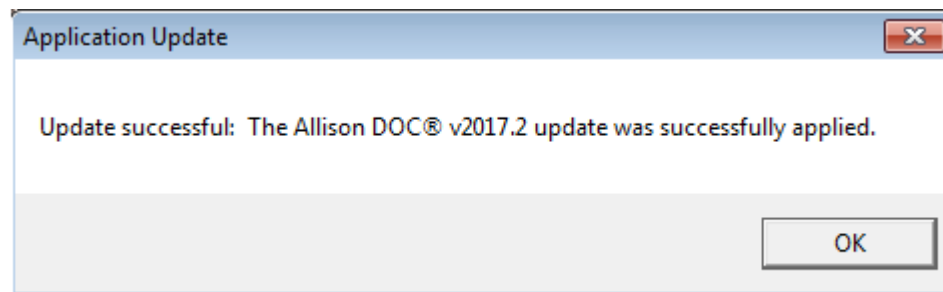 Application Update
Update successful:  The Allison DOC® v2017.2 update was successfully applied.
OK